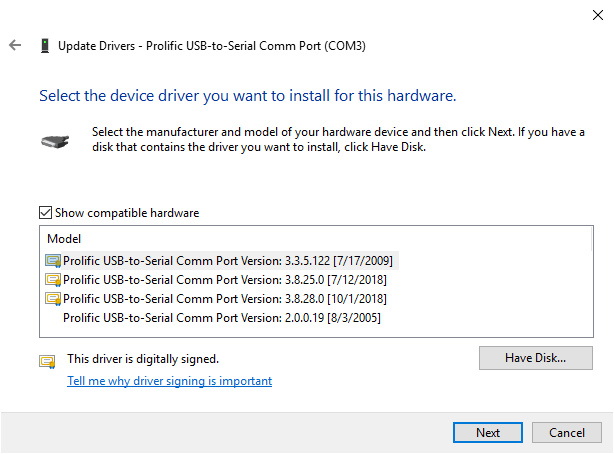 Update Drivers - Prolific USB-to-Serial Comm Port (COM3)
Select the device driver you want to install for this hardware.
Select the manufacturer and model of your hardware device and then click Next. If you have a
disk that contains the driver you want to install, click Have Disk.
Show compatible hardware
Model
Prolific USB-to-Serial Comm Port Version: 3.3.5.122 [7/17/2009]
Prolific USB-to-Serial Comm Port Version: 3.8.25.0 [7/12/2018]
Prolific USB-to-Serial Comm Port Version: 3.8.28.0 [10/1/2018]
Prolific USB-to-Serial Comm Port Version: 2.0.0.19 [8/3/2005]
This driver is digitally signed.
Have Disk...
Tell me why driver signing is important
Next
Cancel